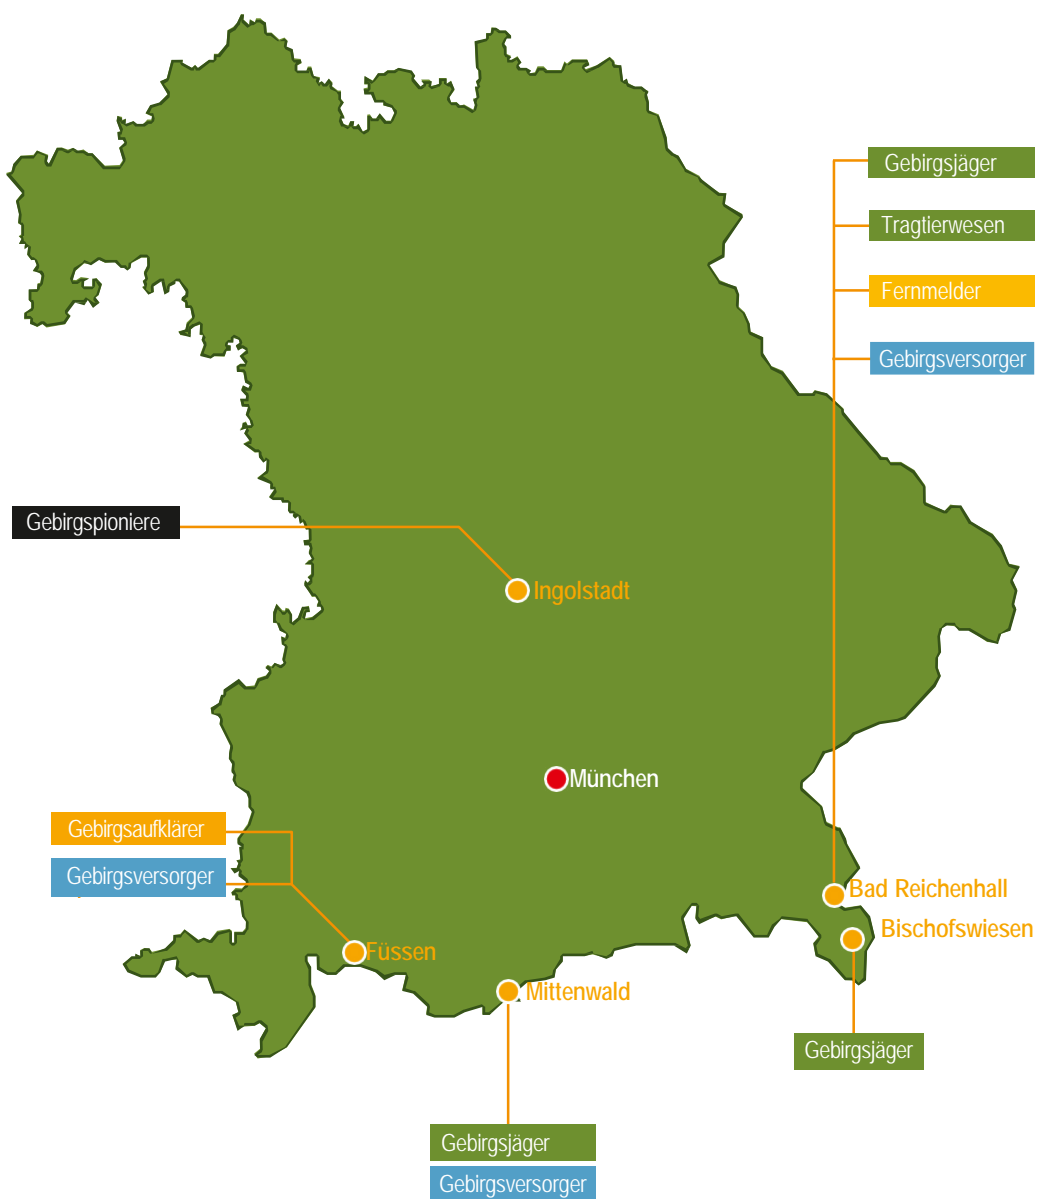 Gebirgsjäger
Tragtierwesen
Fernmelder
Gebirgsversorger
Gebirgspioniere
Ingolstadt
München
Gebirgsaufklärer
Gebirgsversorger
Bad Reichenhall
Bischofswiesen
Füssen
Mittenwald
Gebirgsjäger
Gebirgsjäger
Gebirgsversorger